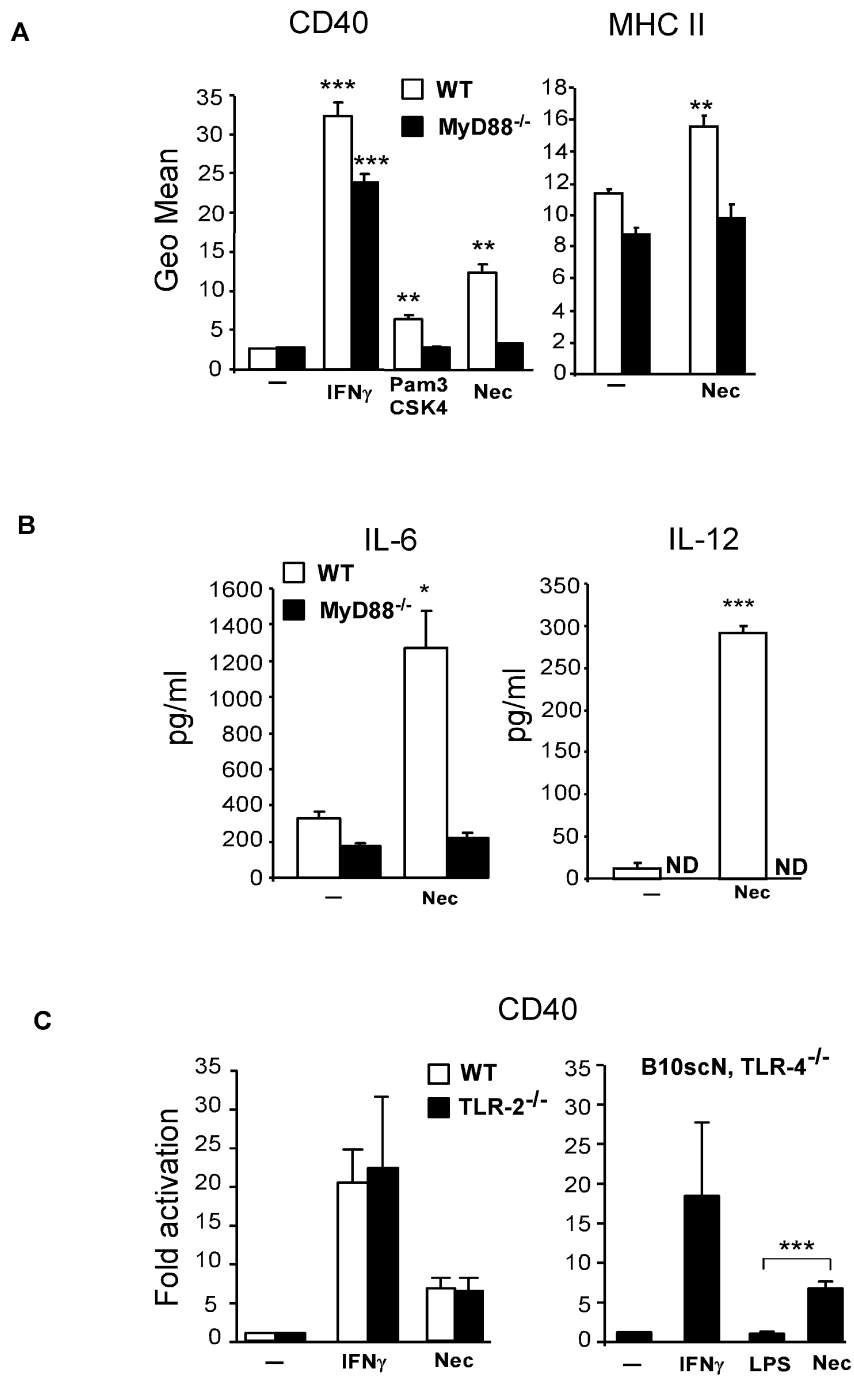 A
CD40
MHC II
WT
MyD88-/-
Geo Mean
35
30
25
20
15
10
5
0
***
***
**
**
—
IFNγ
Pam3
CSK4
Nec
18
16
14
12
10
8
6
4
2
0
**
—
Nec
B
IL-6
IL-12
WT
MyD88-/-
pg/ml
1600
1400
1200
1000
800
600
400
200
0
*
—
Nec
pg/ml
350
300
250
200
150
100
50
0
***
ND
ND
—
Nec
C
CD40
WT
TLR-2-/-
Fold activation
35
30
25
20
15
10
5
0
—
IFNγ
Nec
B10scN, TLR-4-/-
35
30
25
20
15
10
5
0
***
—
IFNγ
LPS
Nec